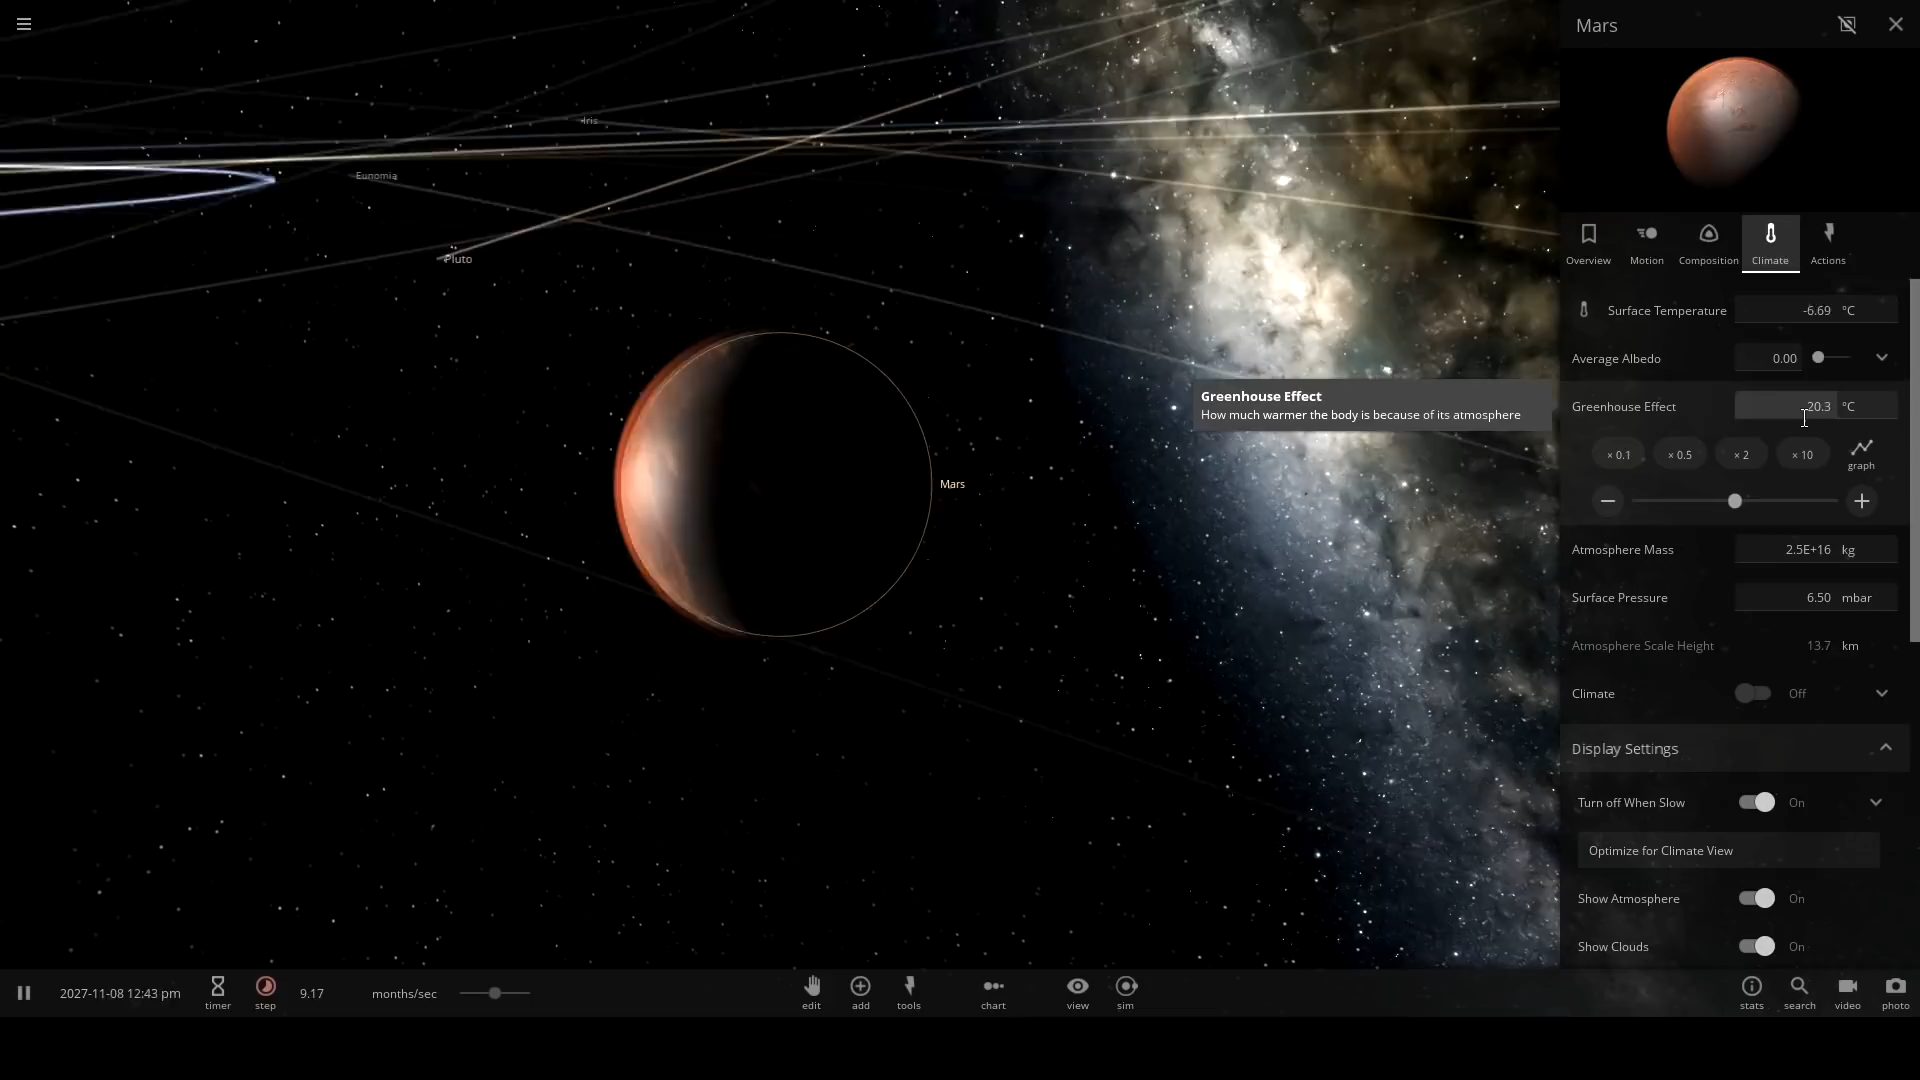 Mars
Iris
Eunomia
Pluto
Mars
Greenhouse Effect
How much warmer the body is because of its atmosphere
Overview
Motion
Composition
Climate
Actions
Surface Temperature -6.69 °C
Average Albedo 0.00
Greenhouse Effect 20.3 °C
× 0.1 × 0.5 × 2 × 10 graph
Atmosphere Mass 2.5E+16 kg
Surface Pressure 6.50 mbar
Atmosphere Scale Height 13.7 km
Climate Off
Display Settings
Turn off When Slow On
Optimize for Climate View
Show Atmosphere On
Show Clouds On
2027-11-08 12:43 pm
timer
step
9.17 months/sec
edit
add
tools
chart
view
sim
stats
search
video
photo